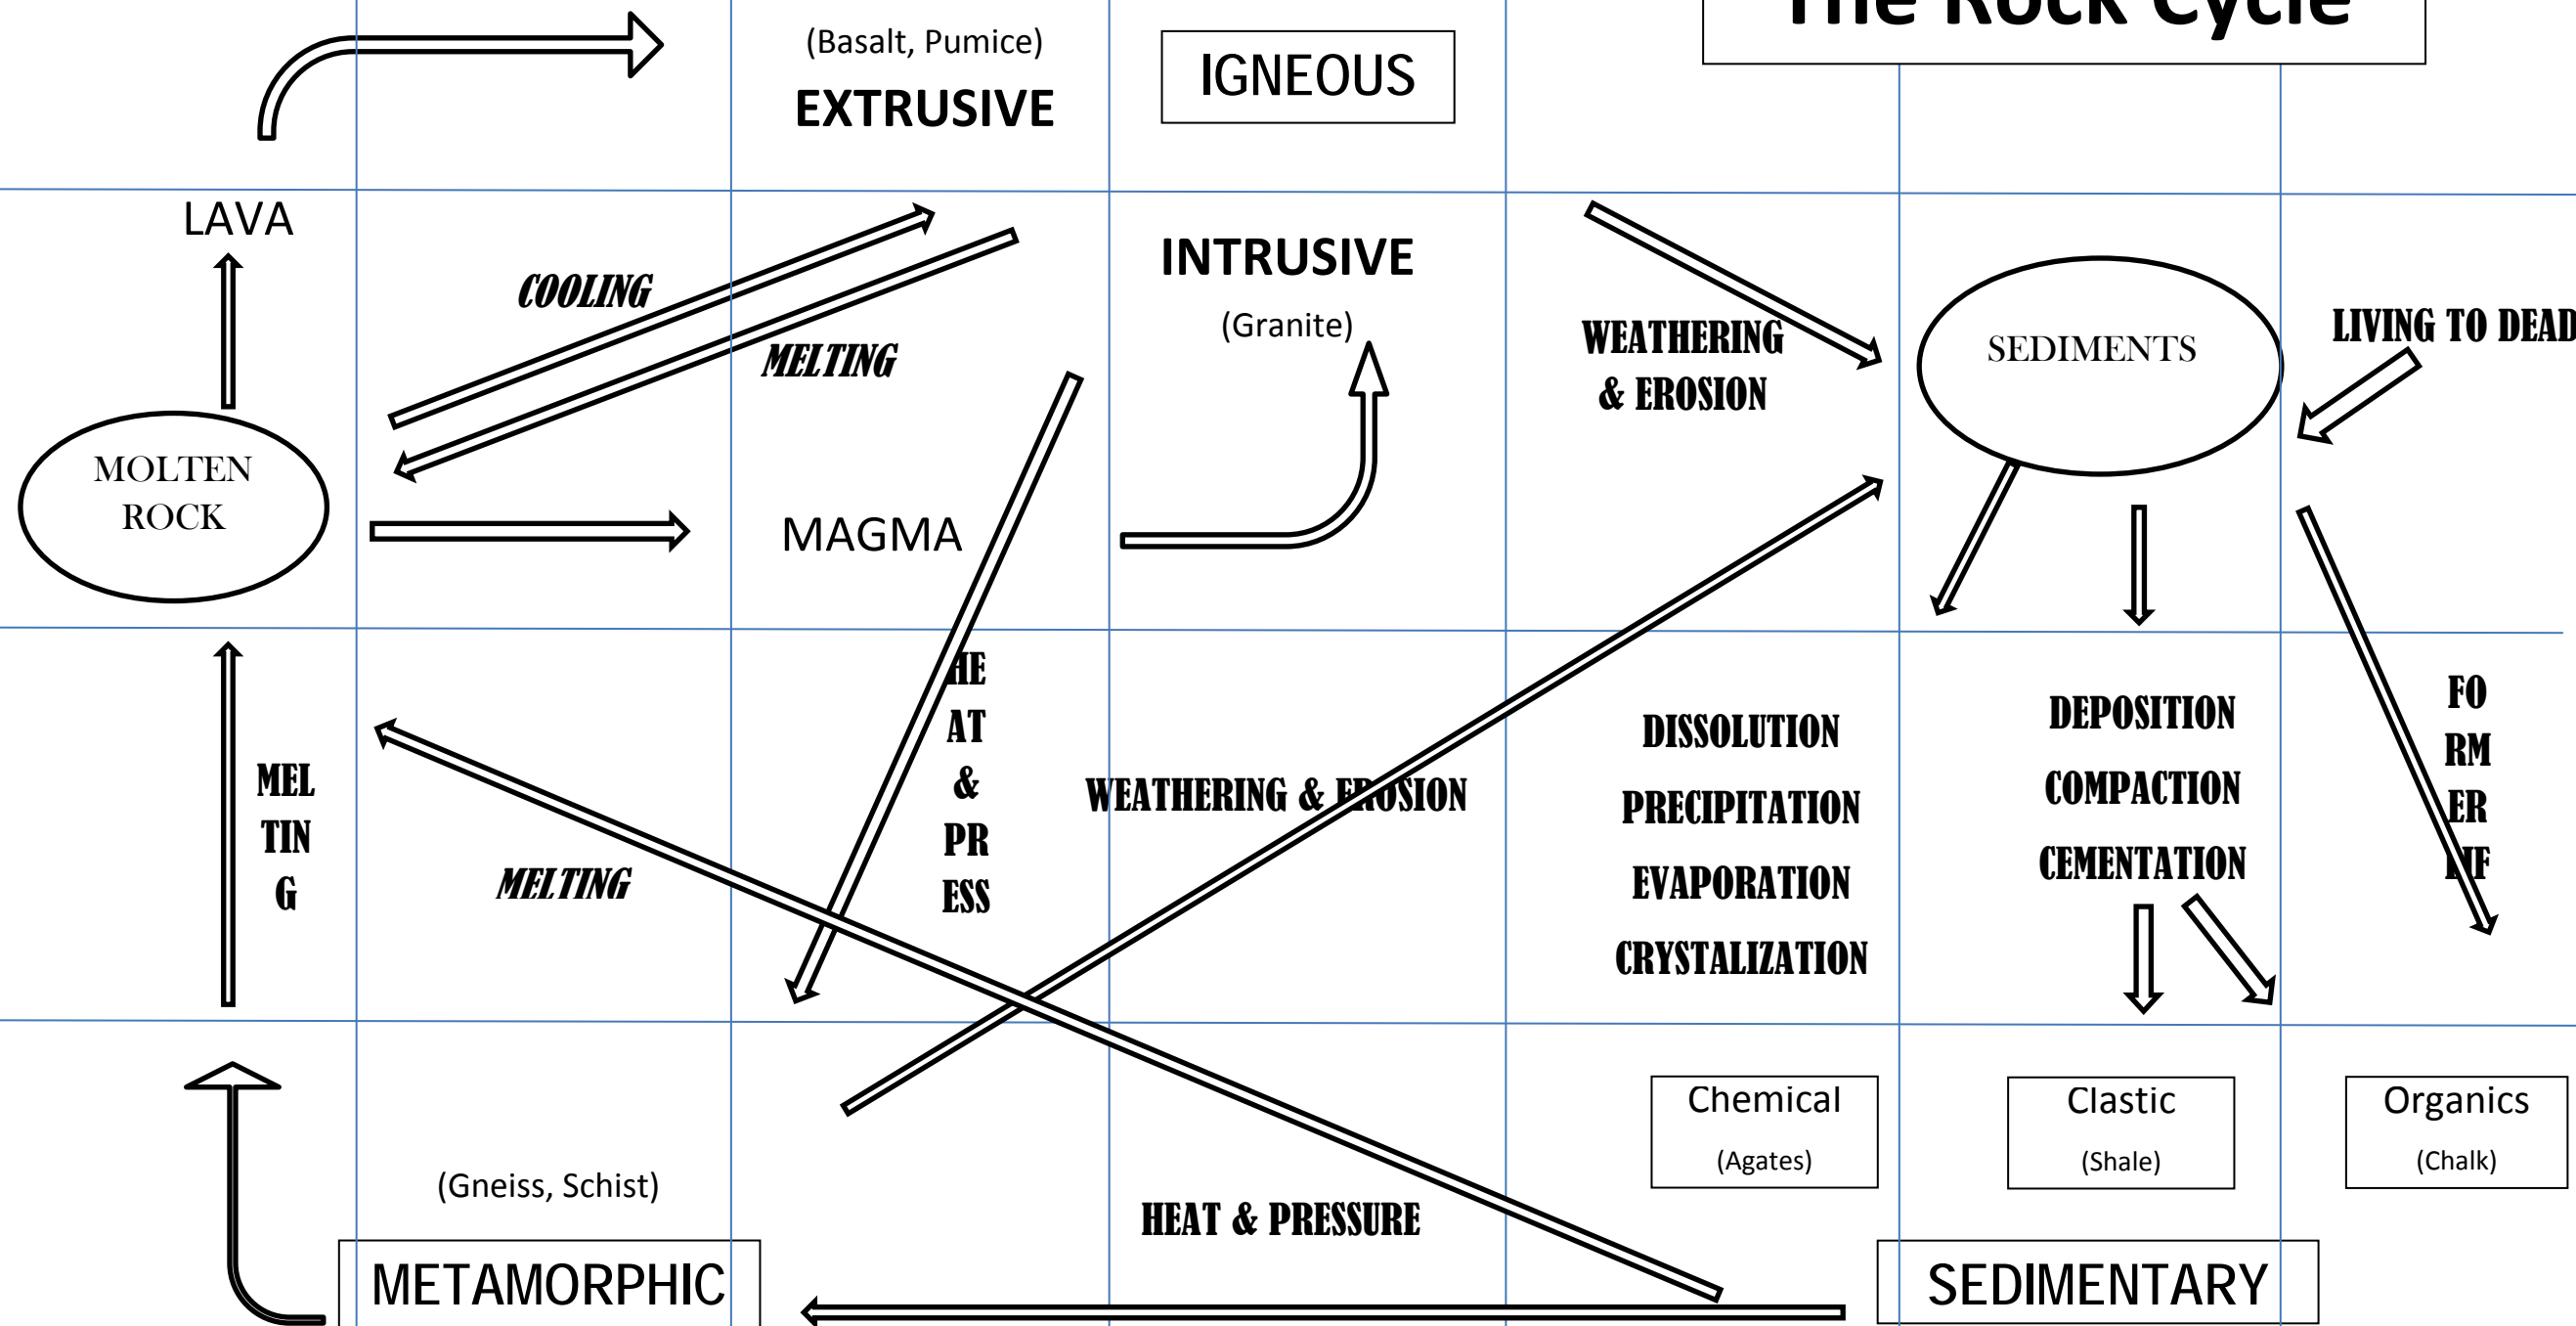 The Rock Cycle
(Basalt, Pumice)
EXTRUSIVE
IGNEOUS
LAVA
COOLING
MELTING
INTRUSIVE
(Granite)
WEATHERING
& EROSION
SEDIMENTS
LIVING TO DEAD
MOLTEN
ROCK
MAGMA
MEL
TIN
G
MELTING
HE
AT
&
PR
ESS
WEATHERING & EROSION
DISSOLUTION
PRECIPITATION
EVAPORATION
CRYSTALIZATION
DEPOSITION
COMPACTION
CEMENTATION
FO
RM
ER
LIF
(Gneiss, Schist)
METAMORPHIC
HEAT & PRESSURE
Chemical
(Agates)
Clastic
(Shale)
Organics
(Chalk)
SEDIMENTARY